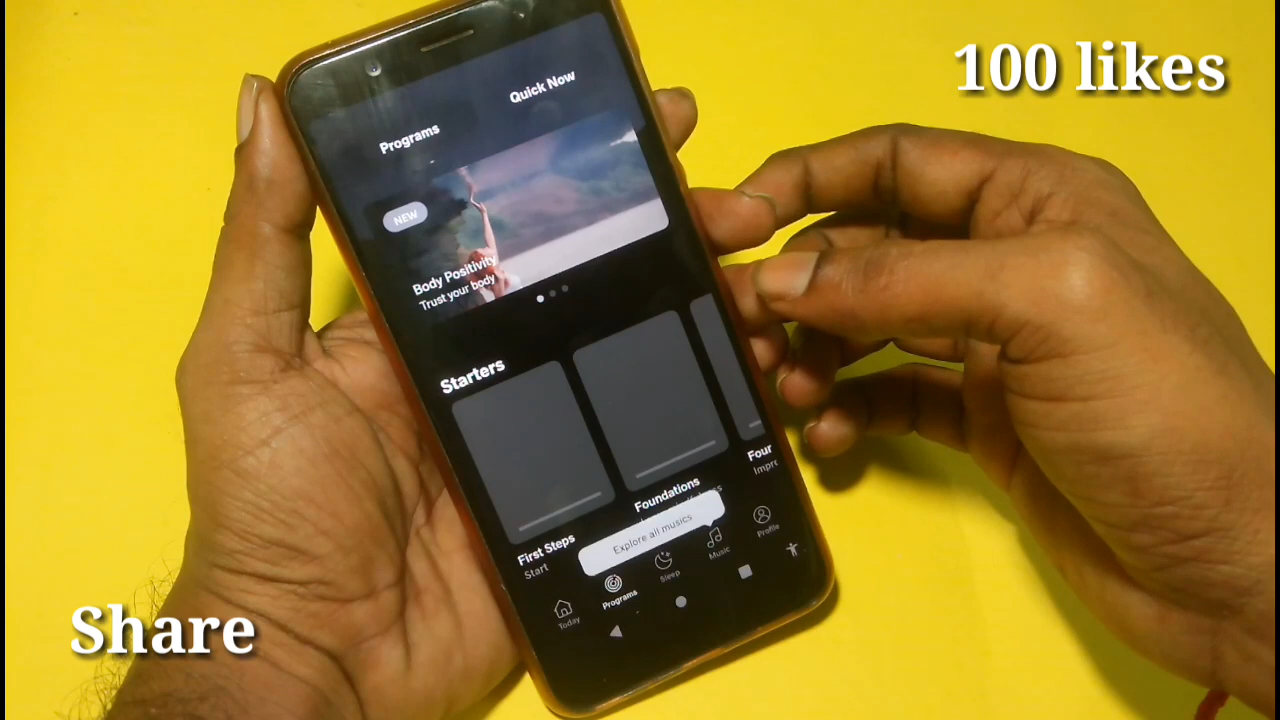 100 likes
Quick Now
Programs
NEW
Body Positivity
Trust your body
Starters
Four
Foundations
First Steps
Start
Explore all musics
Profile
Music
Sleep
Programs
Today
Share